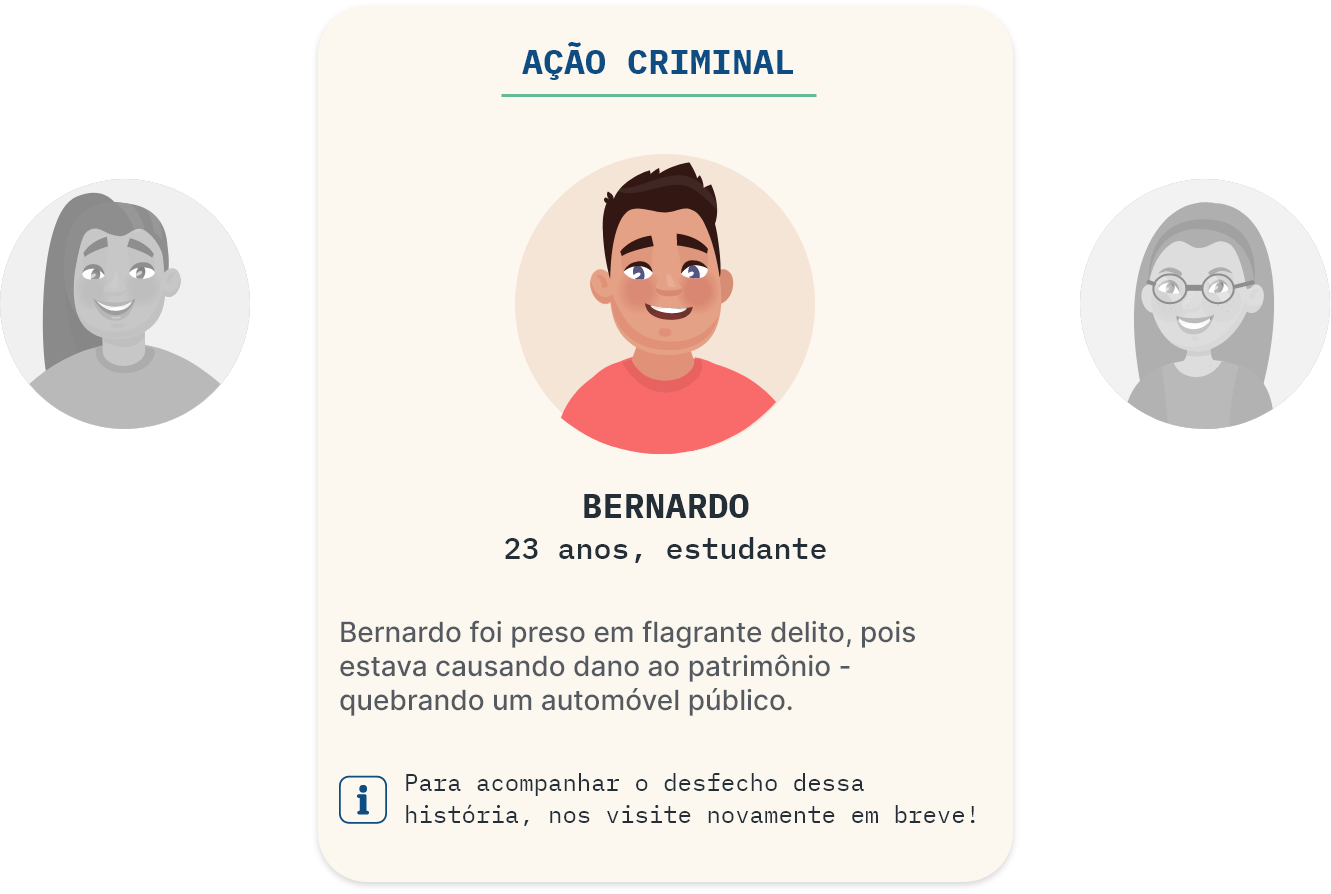 AÇÃO CRIMINAL
BERNARDO
23 anos, estudante
Bernardo foi preso em flagrante delito, pois
estava causando dano ao patrimônio -
quebrando um automóvel público.
Para acompanhar o desfecho dessa
história, nos visite novamente em breve!